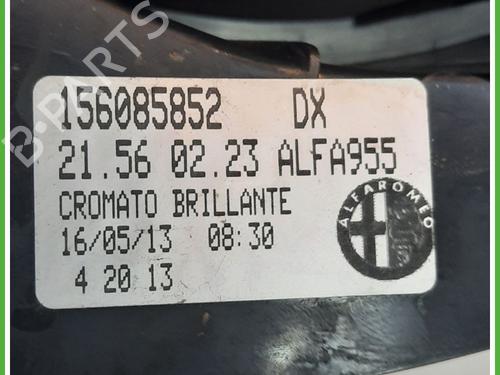 B-PARTS
156085852 DX
21.56 02.23 ALFA955
CROMATO BRILLANTE
16/05/13 08:30
4 20 13
ALFA ROMEO